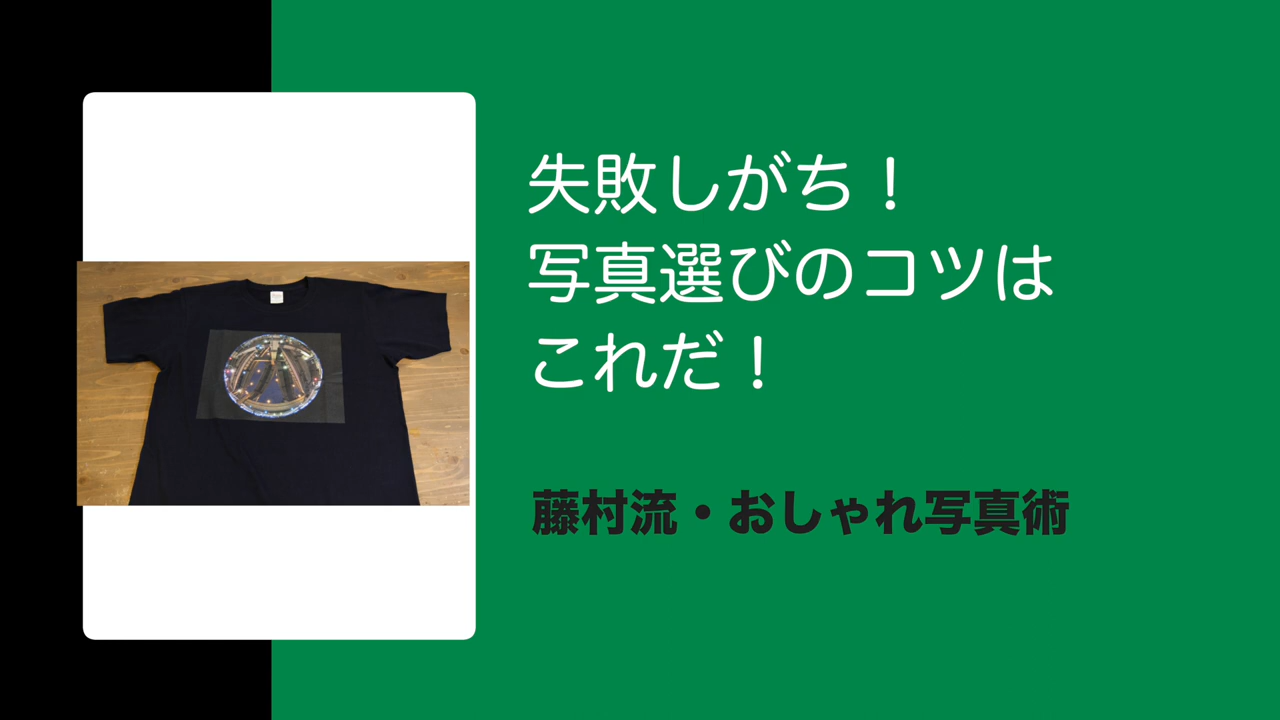 失敗しがち！
写真選びのコツは
これだ！
藤村流・おしゃれ写真術